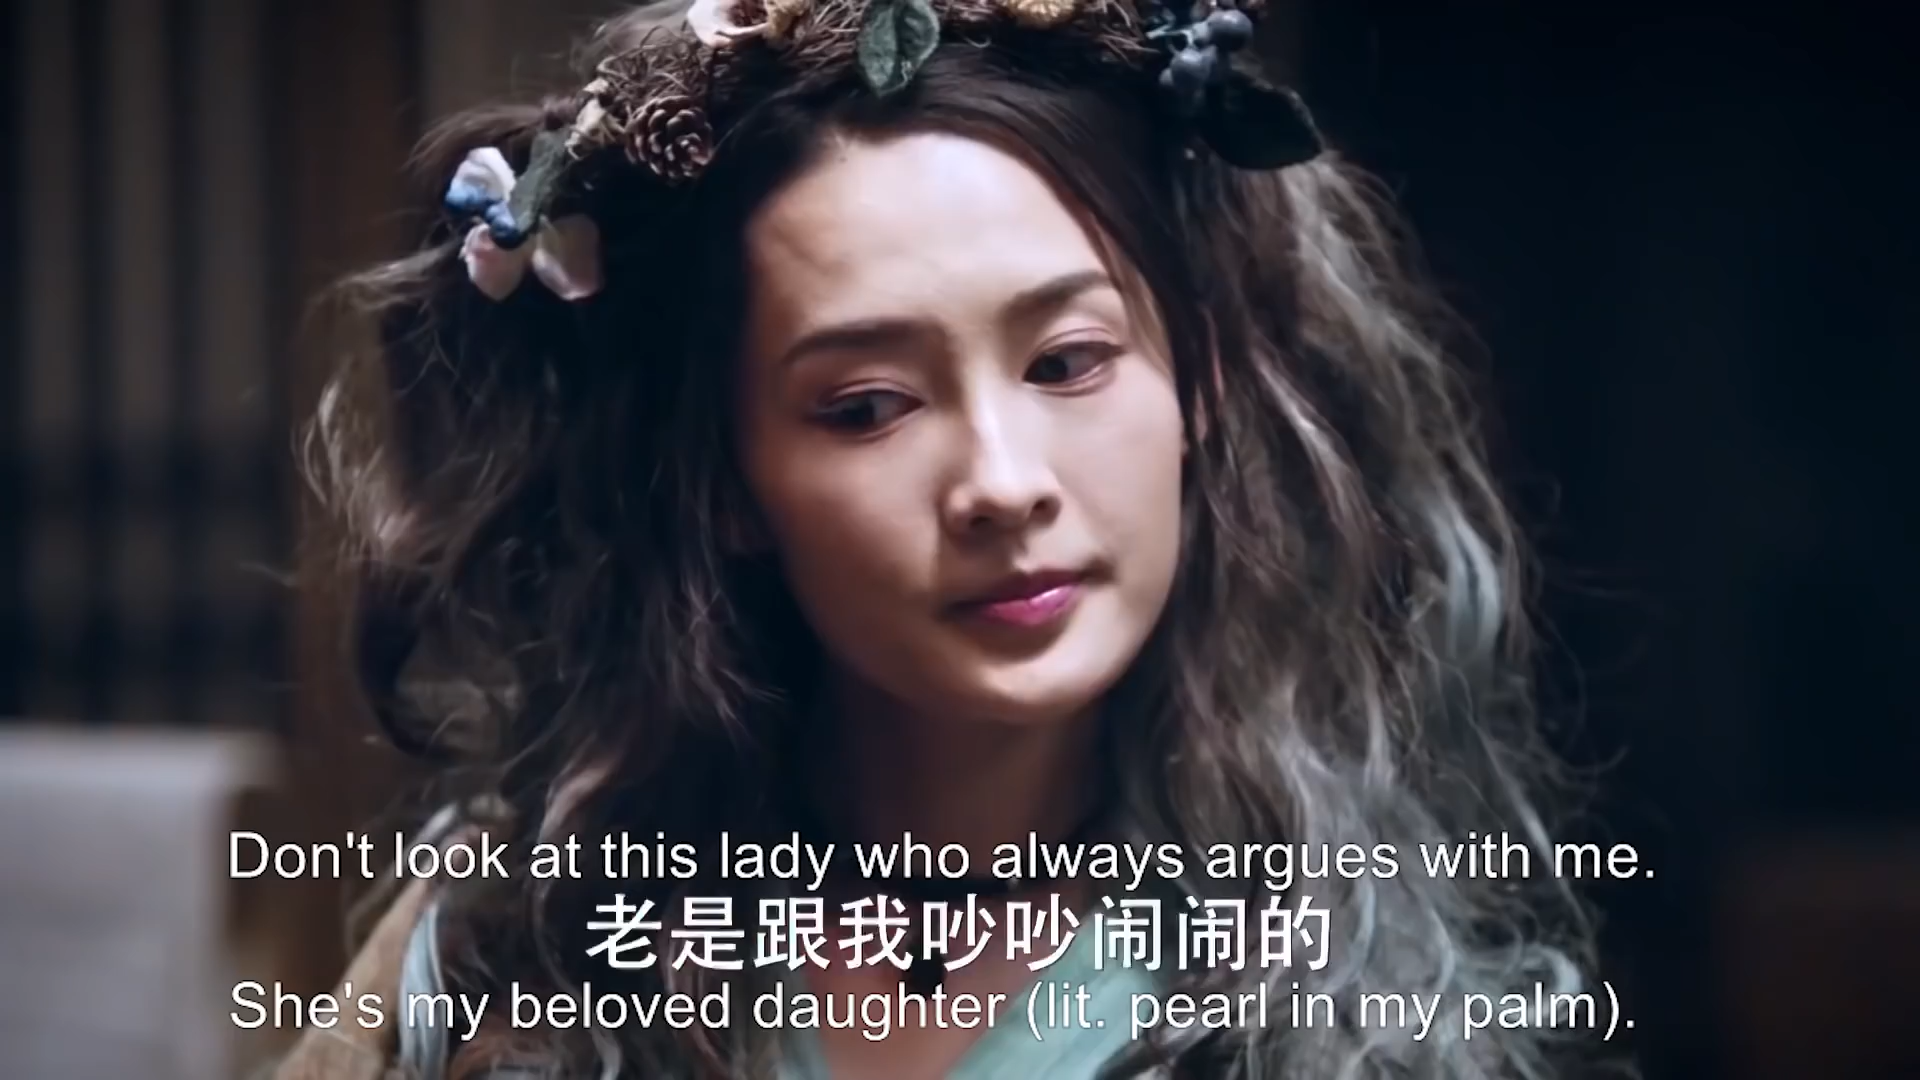 Don't look at this lady who always argues with me.
老是跟我吵吵闹闹的
She's my beloved daughter (lit. pearl in my palm).